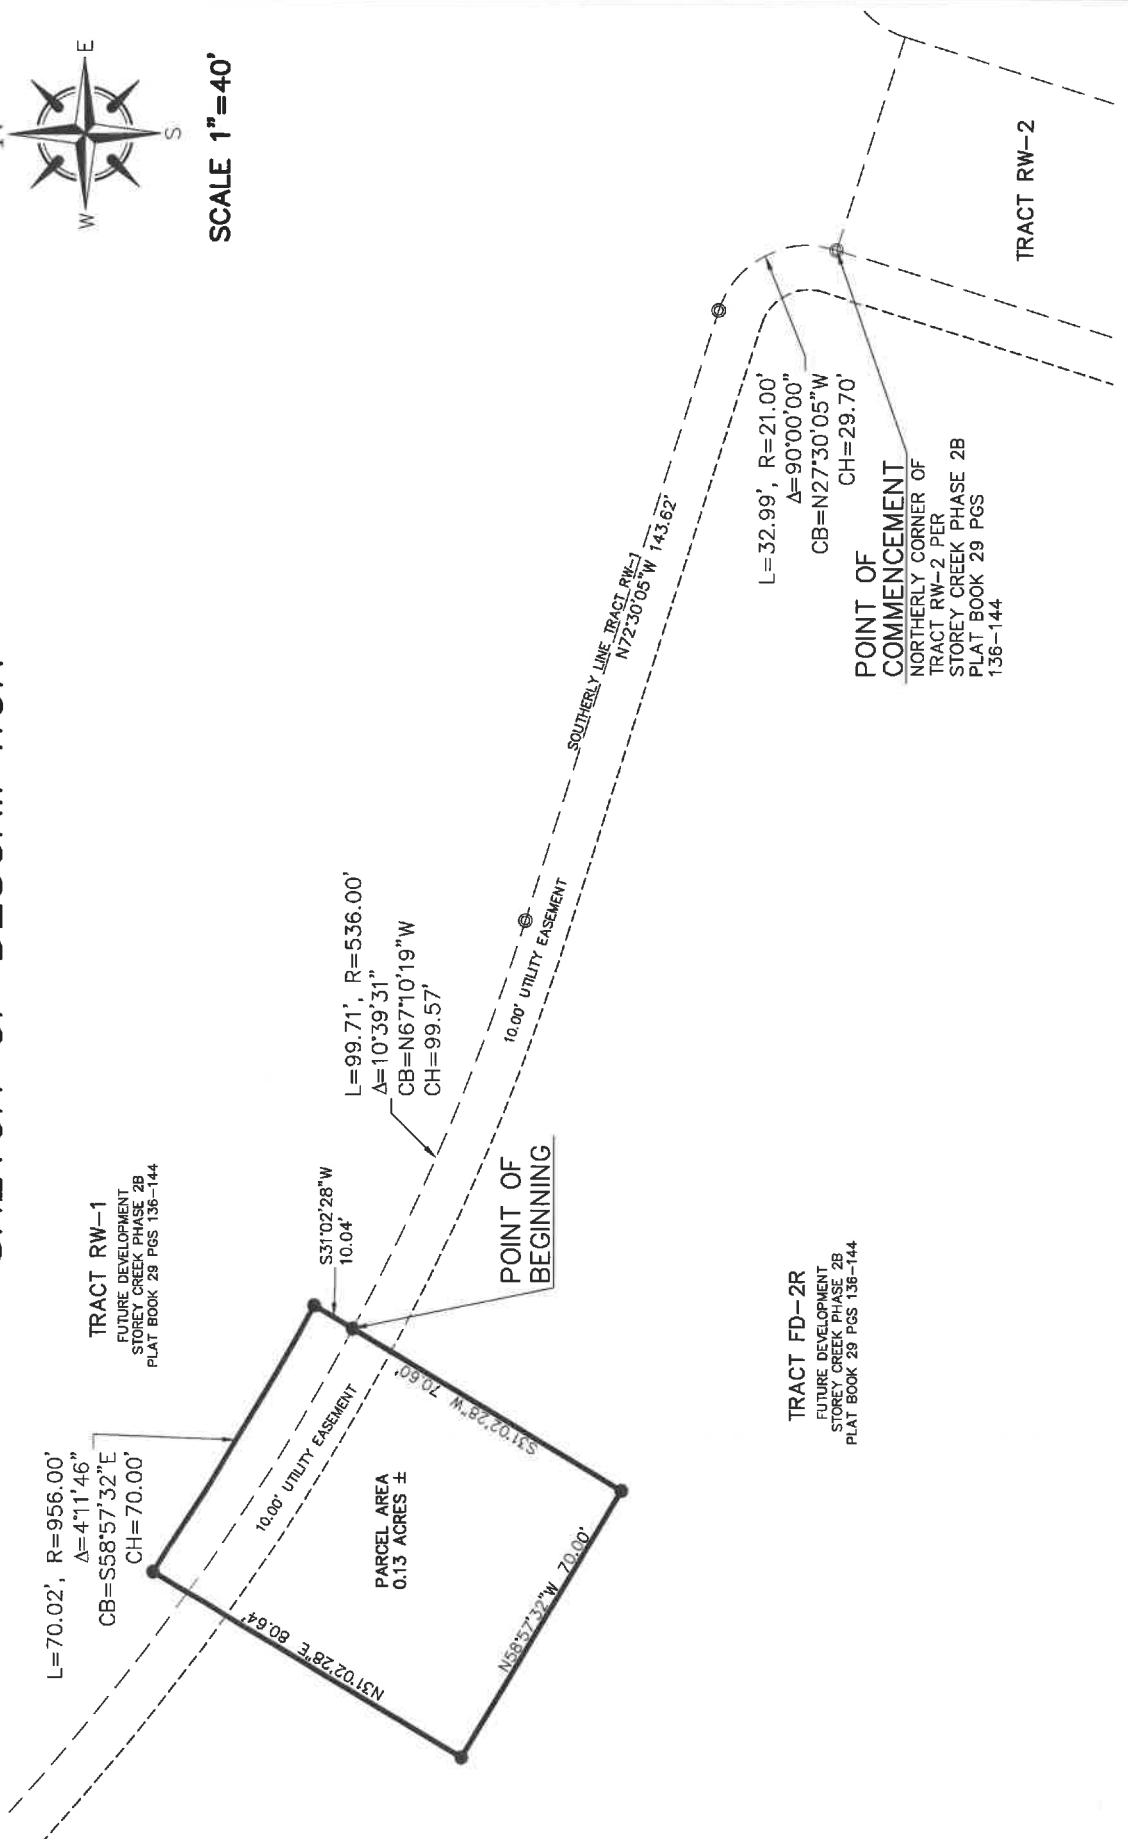 E
S
W
SCALE 1"=40'
TRACT RW-2
L=32.99', R=21.00'
Δ=90°00'00"
CB=N27°30'05"W
CH=29.70'
POINT OF
COMMENCEMENT
NORTHERLY CORNER OF
TRACT RW-2 PER
STOREY CREEK PHASE 2B
PLAT BOOK 29 PGS
136-144
SOUTHERLY LINE TRACT RW-1
N72°30'05"W 143.62'
10.00' UTILITY EASEMENT
L=99.71', R=536.00'
Δ=10°39'31"
CB=N67°10'19"W
CH=99.57'
POINT OF
BEGINNING
S31°02'28"W
10.04'
TRACT RW-1
FUTURE DEVELOPMENT
STOREY CREEK PHASE 2B
PLAT BOOK 29 PGS 136-144
L=70.02', R=956.00'
Δ=4°11'46"
CB=S58°57'32"E
CH=70.00'
10.00' UTILITY EASEMENT
S31°02'28"W 70.60'
PARCEL AREA
0.13 ACRES ±
N31°02'28"E 80.64'
N58°57'32"W 70.00'
TRACT FD-2R
FUTURE DEVELOPMENT
STOREY CREEK PHASE 2B
PLAT BOOK 29 PGS 136-144